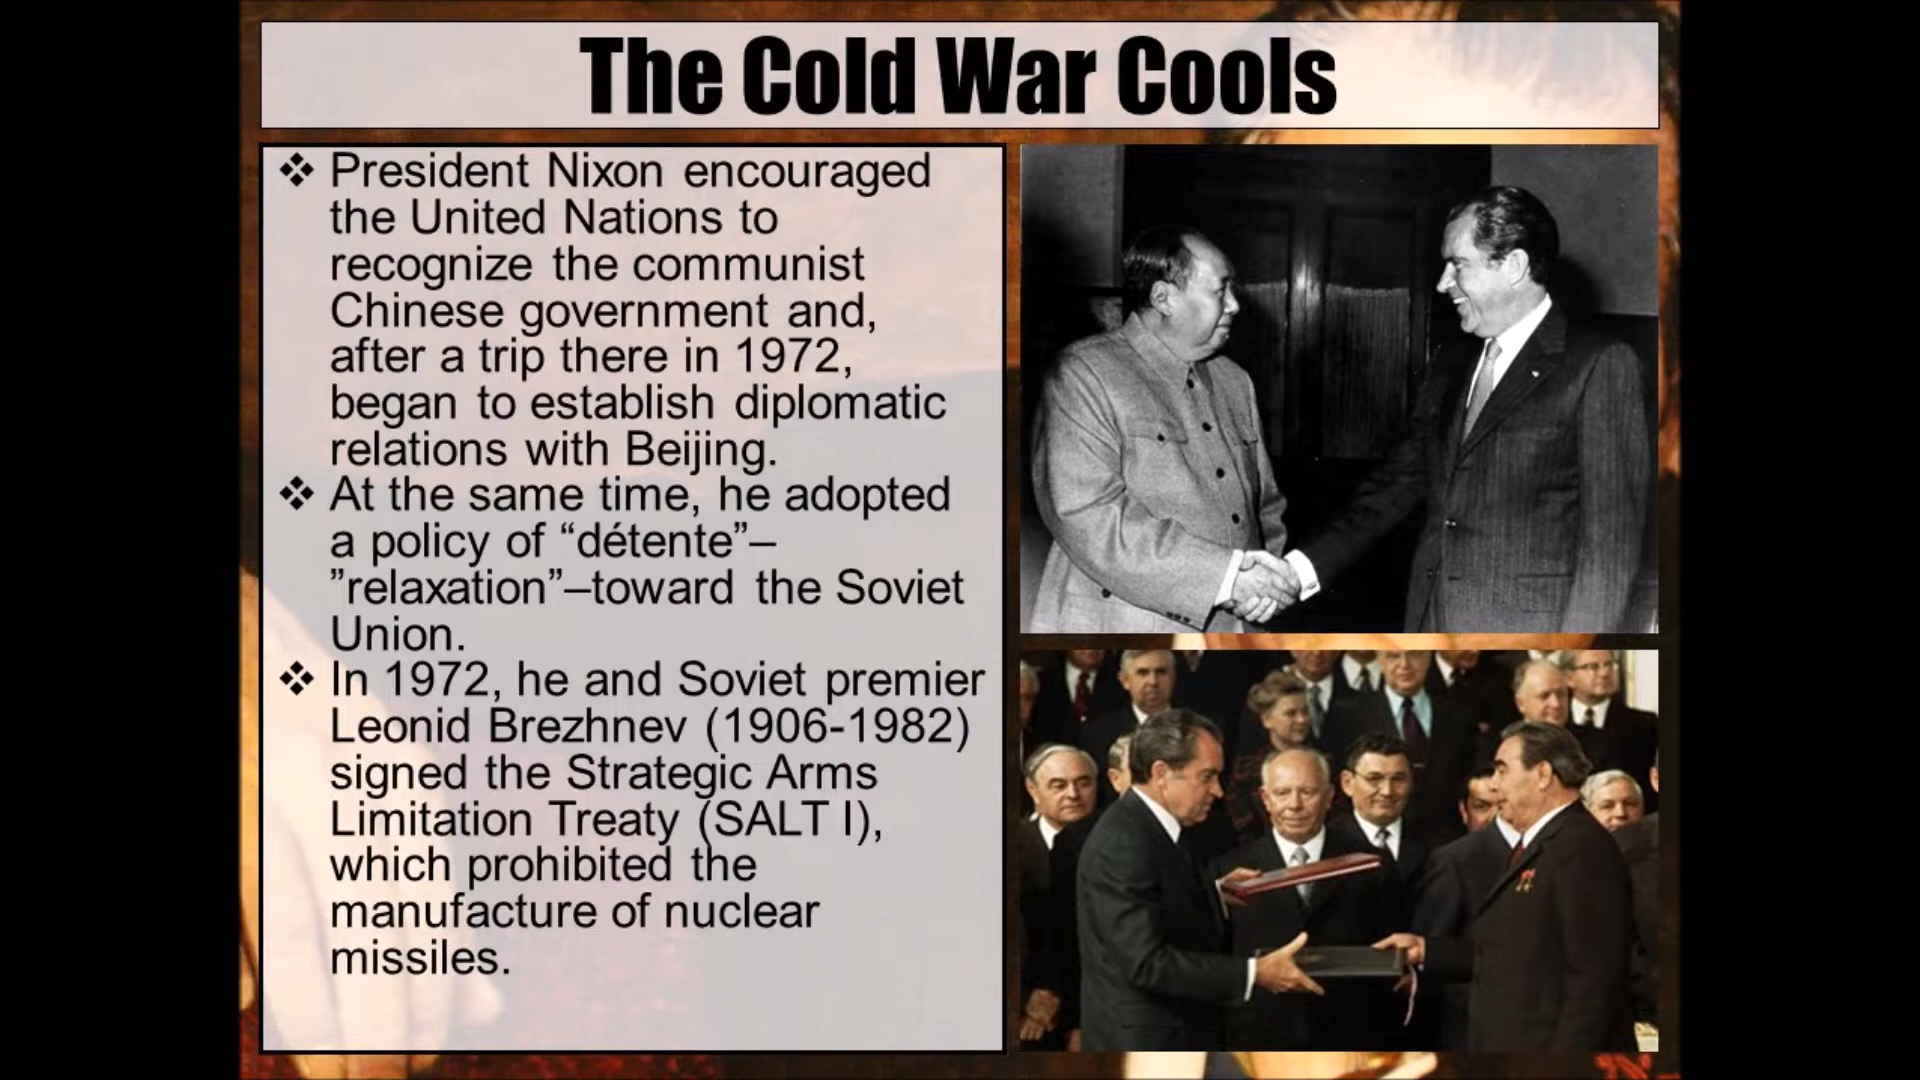 The Cold War Cools
❖ President Nixon encouraged
the United Nations to
recognize the communist
Chinese government and,
after a trip there in 1972,
began to establish diplomatic
relations with Beijing.
❖ At the same time, he adopted
a policy of “détente”–
”relaxation”–toward the Soviet
Union.
❖ In 1972, he and Soviet premier
Leonid Brezhnev (1906-1982)
signed the Strategic Arms
Limitation Treaty (SALT I),
which prohibited the
manufacture of nuclear
missiles.